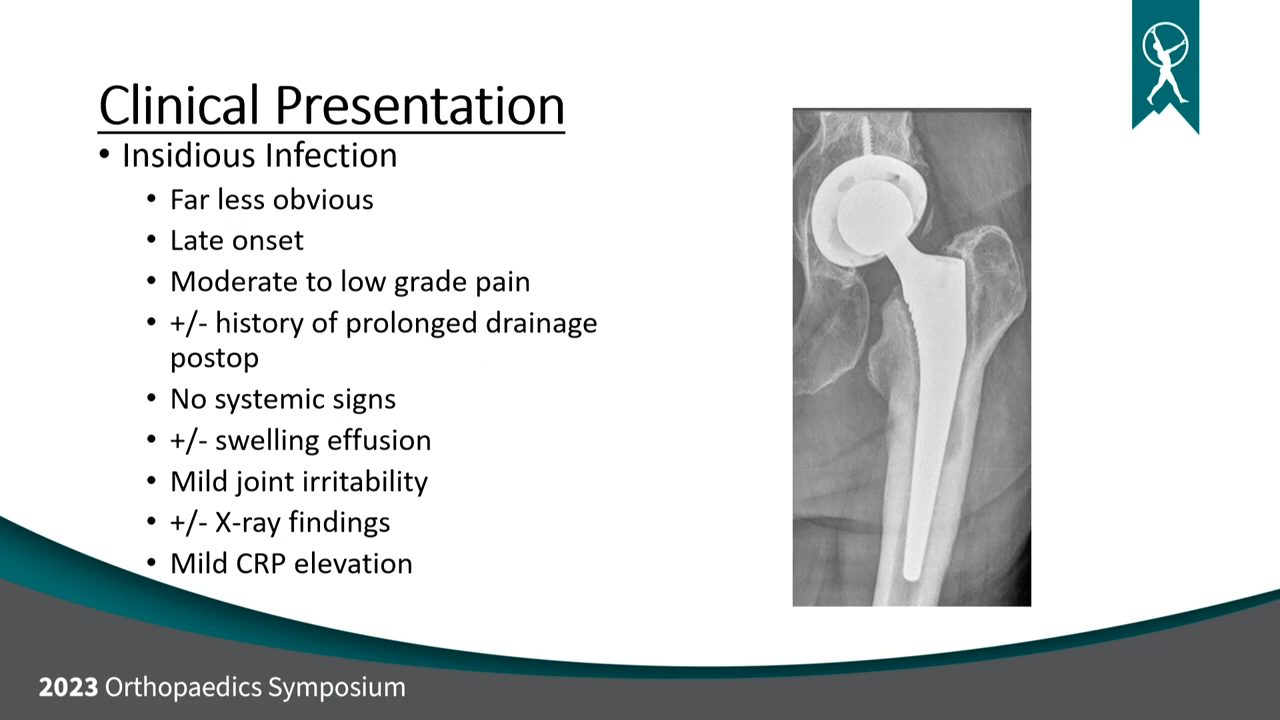 Clinical Presentation
• Insidious Infection
• Far less obvious
• Late onset
• Moderate to low grade pain
• +/- history of prolonged drainage
postop
• No systemic signs
• +/- swelling effusion
• Mild joint irritability
• +/- X-ray findings
• Mild CRP elevation
2023 Orthopaedics Symposium